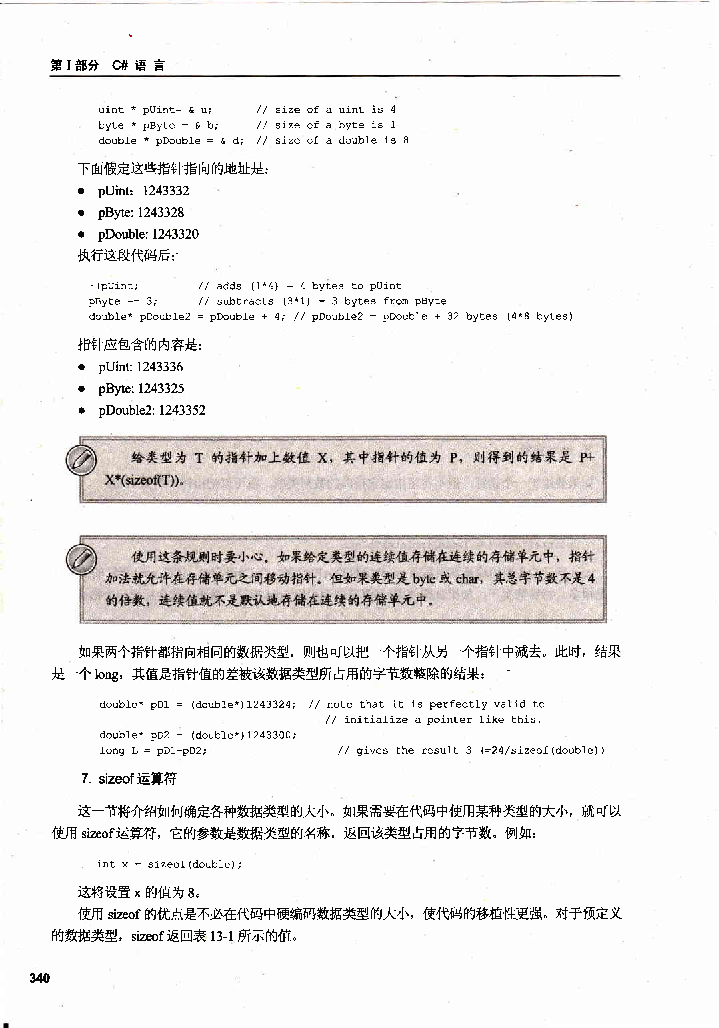 第 I 部分 C# 语 言
uint * pUint= & u; // size of a uint is 4
byte * pByte = & b; // size of a byte is 1
double * pDouble = & d; // size of a double is 8
下面假定这些指针指向的地址是:
● pUint: 1243332
● pByte: 1243328
● pDouble: 1243320
执行这段代码后:
++pUint; // adds (1*4) = 4 bytes to pUint
pByte -= 3; // subtracts (3*1) = 3 bytes from pByte
double* pDouble2 = pDouble + 4; // pDouble2 = pDouble + 32 bytes (4*8 bytes)
指针应包含的内容是:
● pUint: 1243336
● pByte: 1243325
● pDouble2: 1243352
给类型为 T 的指针加上数值 X, 其中指针的值为 P, 则得到的结果是 P+
X*(sizeof(T))。
使用这条规则时要小心。如果给定类型的连续值存储在连续的存储单元中, 指针
加法就允许在存储单元之间移动指针。但如果类型是 byte 或 char, 其总字节数不是 4
的倍数, 连续值就不是默认地存储在连续的存储单元中。
如果两个指针都指向相同的数据类型, 则也可以把一个指针从另一个指针中减去。此时, 结果
是一个 long, 其值是指针值的差被该数据类型所占用的字节数整除的结果:
double* pD1 = (double*)1243324; // note that it is perfectly valid to
// initialize a pointer like this.
double* pD2 = (double*)1243300;
long L = pD1-pD2; // gives the result 3 (=24/sizeof(double))
7. sizeof 运算符
这一节将介绍如何确定各种数据类型的大小。如果需要在代码中使用某种类型的大小, 就可以
使用 sizeof 运算符, 它的参数是数据类型的名称, 返回该类型占用的字节数。例如:
int x = sizeof(double);
这将设置 x 的值为 8。
使用 sizeof 的优点是不必在代码中硬编码数据类型的大小, 使代码的移植性更强。对于预定义
的数据类型, sizeof 返回表 13-1 所示的值。
340